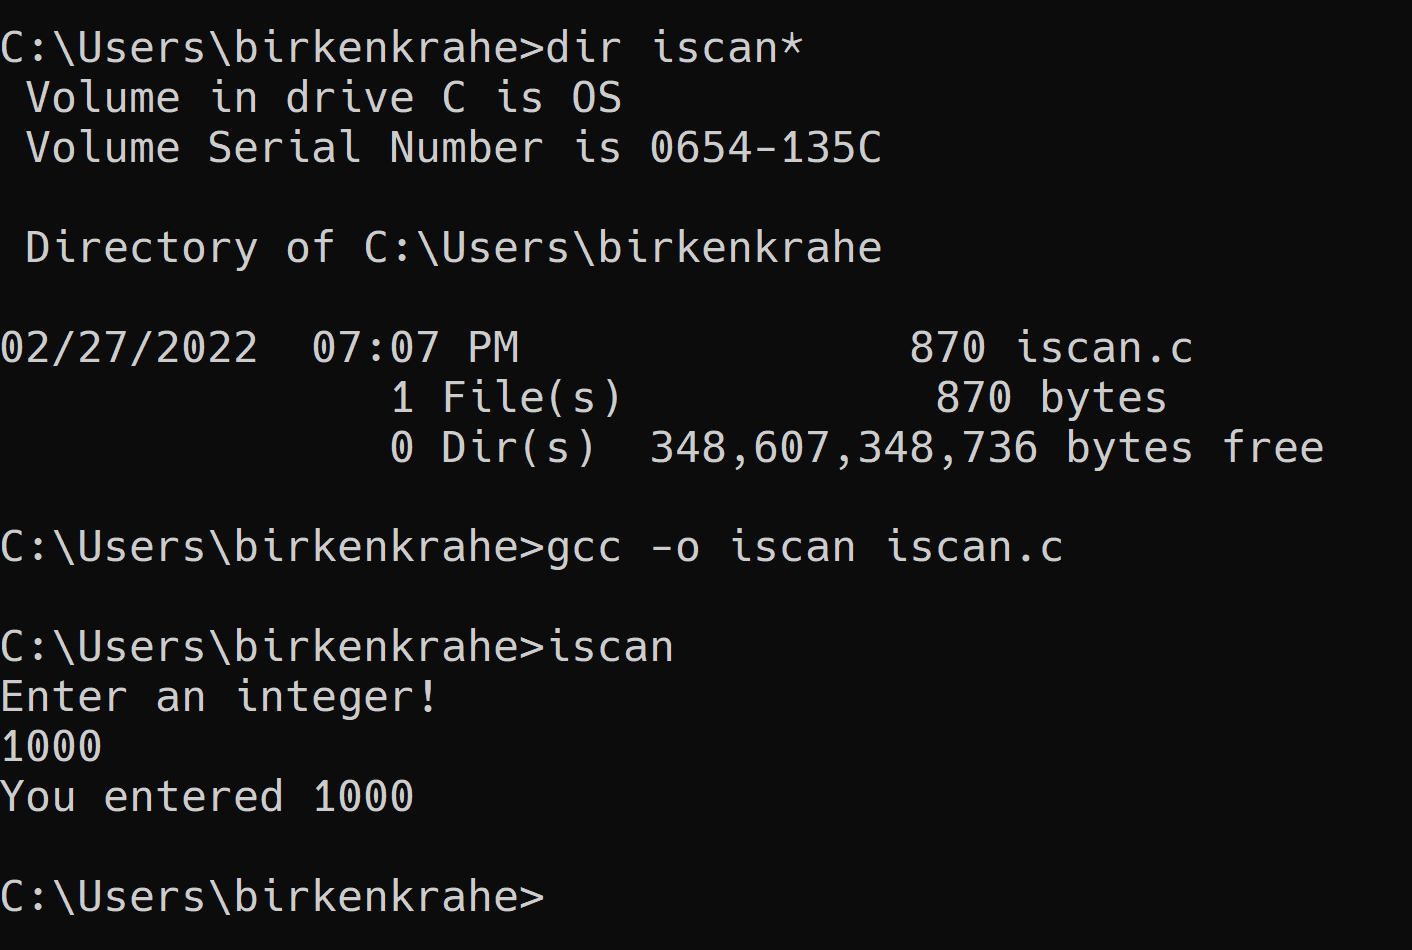 C:\Users\birkenkrahe>dir iscan*
 Volume in drive C is OS
 Volume Serial Number is 0654-135C

 Directory of C:\Users\birkenkrahe

02/27/2022  07:07 PM               870 iscan.c
               1 File(s)            870 bytes
               0 Dir(s)  348,607,348,736 bytes free

C:\Users\birkenkrahe>gcc -o iscan iscan.c

C:\Users\birkenkrahe>iscan
Enter an integer!
1000
You entered 1000

C:\Users\birkenkrahe>